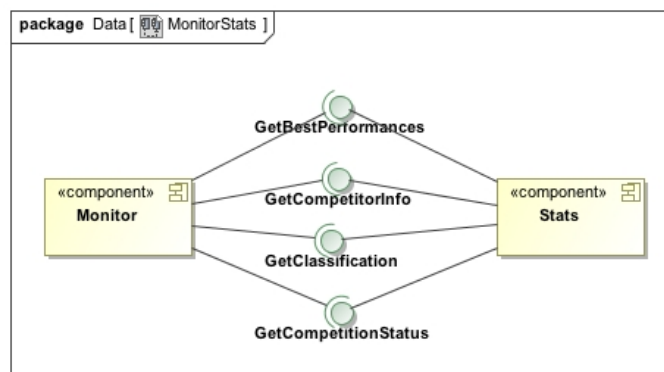 package Data [ MonitorStats ]
GetBestPerformances
«component»
Monitor
GetCompetitorInfo
«component»
Stats
GetClassification
GetCompetitionStatus